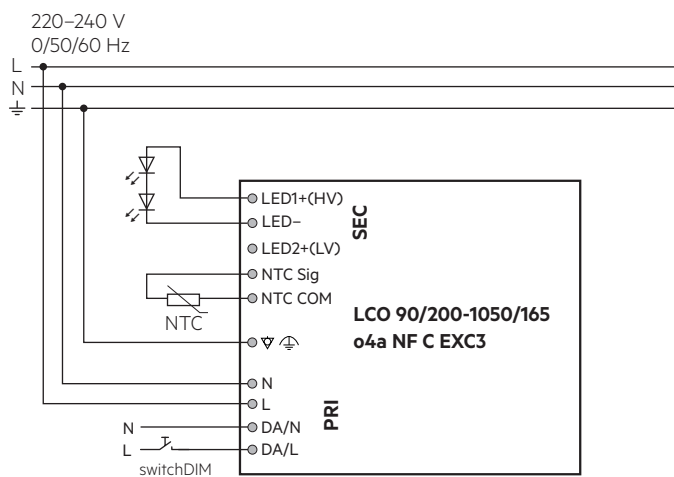 220–240 V
0/50/60 Hz
L
N
LED1+(HV)
LED–
LED2+(LV)
SEC
NTC Sig
NTC COM
NTC
LCO 90/200-1050/165
o4a NF C EXC3
N
L
PRI
N DA/N
L DA/L
switchDIM